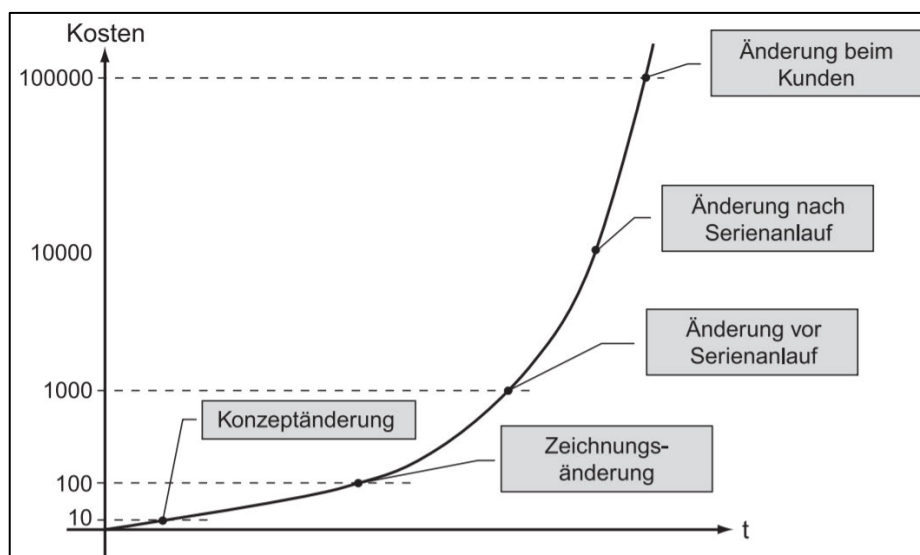 Kosten
100000
10000
1000
100
10
t
Änderung beim
Kunden
Änderung nach
Serienanlauf
Änderung vor
Serienanlauf
Konzeptänderung
Zeichnungs-
änderung